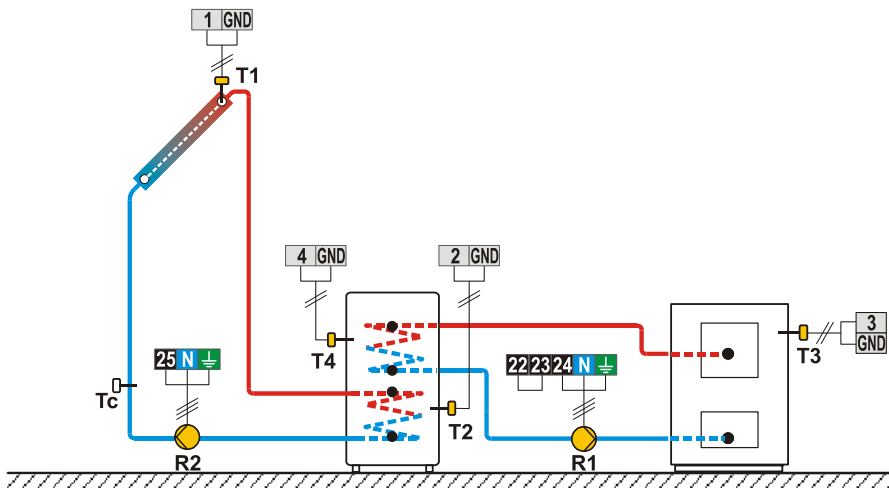 1 GND
T1
4 GND
2 GND
3
GND
T4
T3
25 N
22 23 24 N
Tc
T2
R2
R1